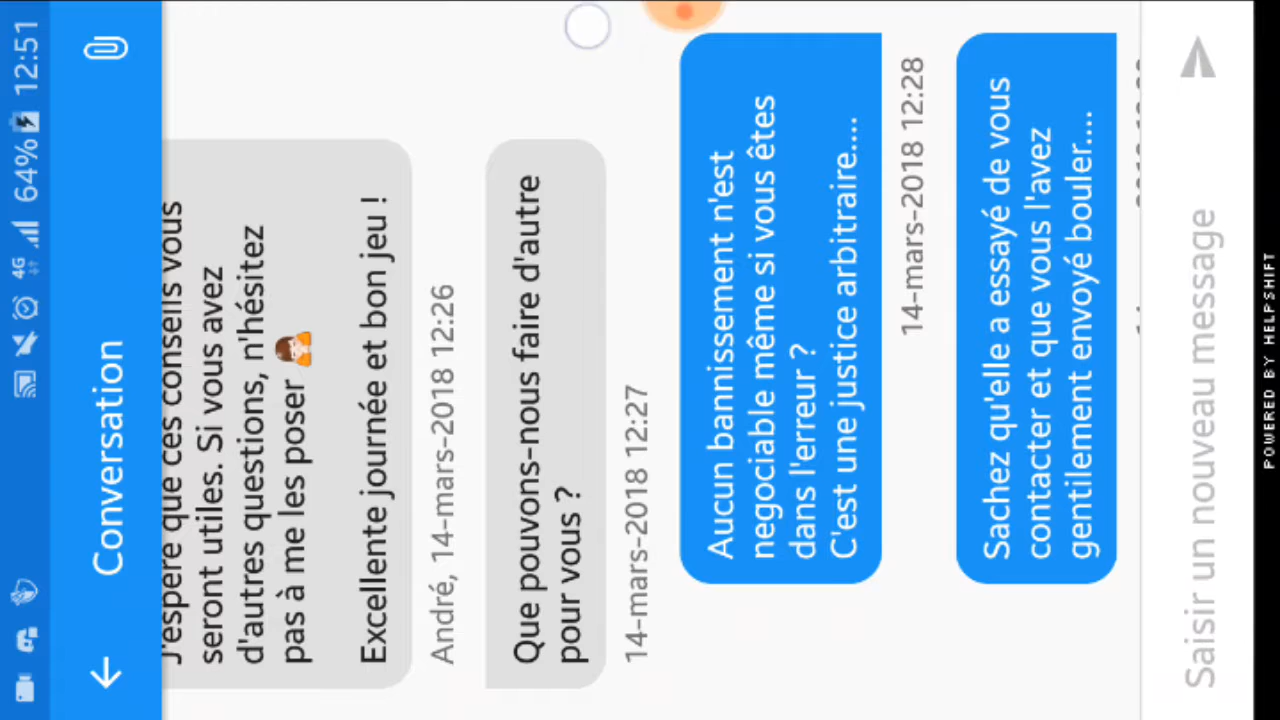 4G
64%
12:51
Conversation
J'espère que ces conseils vous
seront utiles. Si vous avez
d'autres questions, n'hésitez
pas à me les poser
Excellente journée et bon jeu !
André, 14-mars-2018 12:26
Que pouvons-nous faire d'autre
pour vous ?
14-mars-2018 12:27
Aucun bannissement n'est
negociable même si vous êtes
dans l'erreur ?
C'est une justice arbitraire....
14-mars-2018 12:28
Sachez qu'elle a essayé de vous
contacter et que vous l'avez
gentilement envoyé bouler....
Saisir un nouveau message
POWERED BY HELPSHIFT